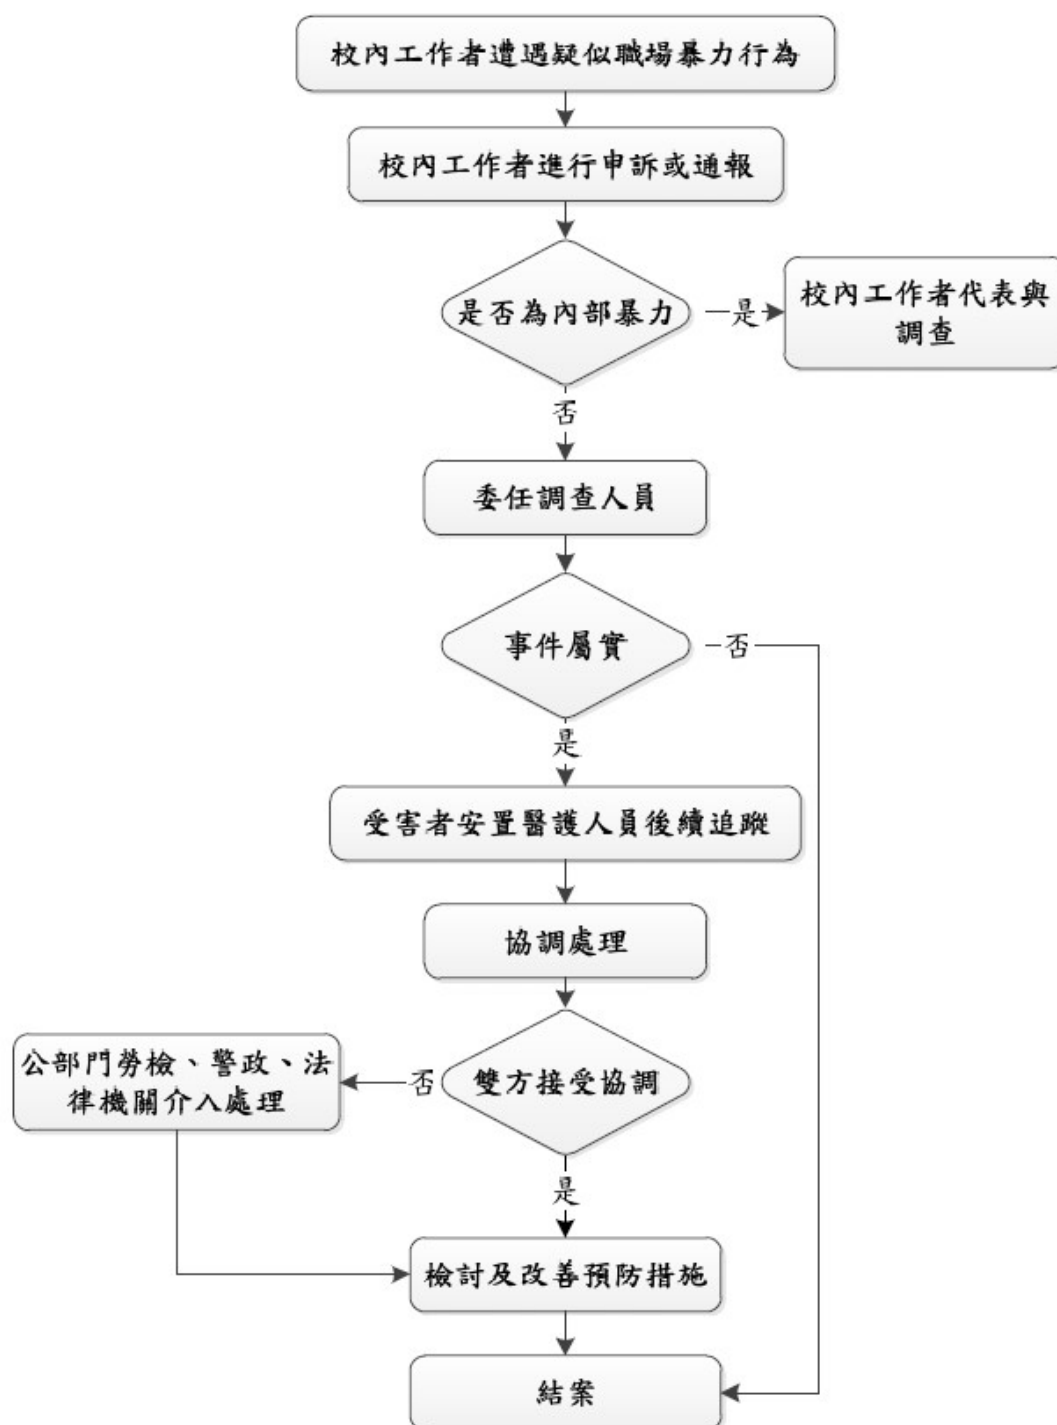 校內工作者遭遇疑似職場暴力行為
校內工作者進行申訴或通報
是否為內部暴力
是
校內工作者代表與
調查
否
委任調查人員
事件屬實
否
是
受害者安置醫護人員後續追蹤
協調處理
公部門勞檢、警政、法
律機關介入處理
否
雙方接受協調
是
檢討及改善預防措施
結案